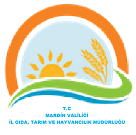 T.C
MARDİN VALİLİĞİ
İL GIDA, TARIM VE HAYVANCILIK MÜDÜRLÜĞÜ